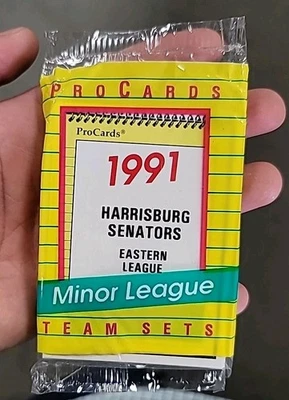 PROCARDS
ProCards®
1991
HARRISBURG
SENATORS
EASTERN
LEAGUE
Minor League
TEAM SETS